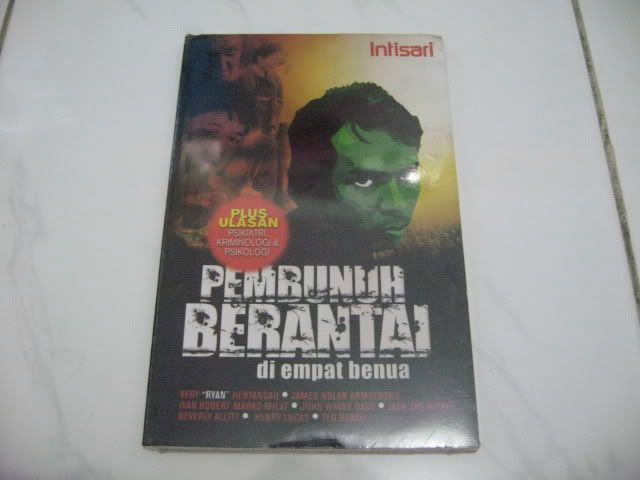 intisari
PLUS
ULASAN
PSIKIATRI,
KRIMINOLOGI &
PSIKOLOGI
PEMBUNUH
BERANTAI
di empat benua
VERY "RYAN" HENYANSAH • JAMES NOLAN ARMSTRONG
IVAN ROBERT MARKO MILAT • JOHN WAYNE GACY • JACK THE RIPPER
BEVERLY ALLITT • HENRY LUCAS • TED BUNDY